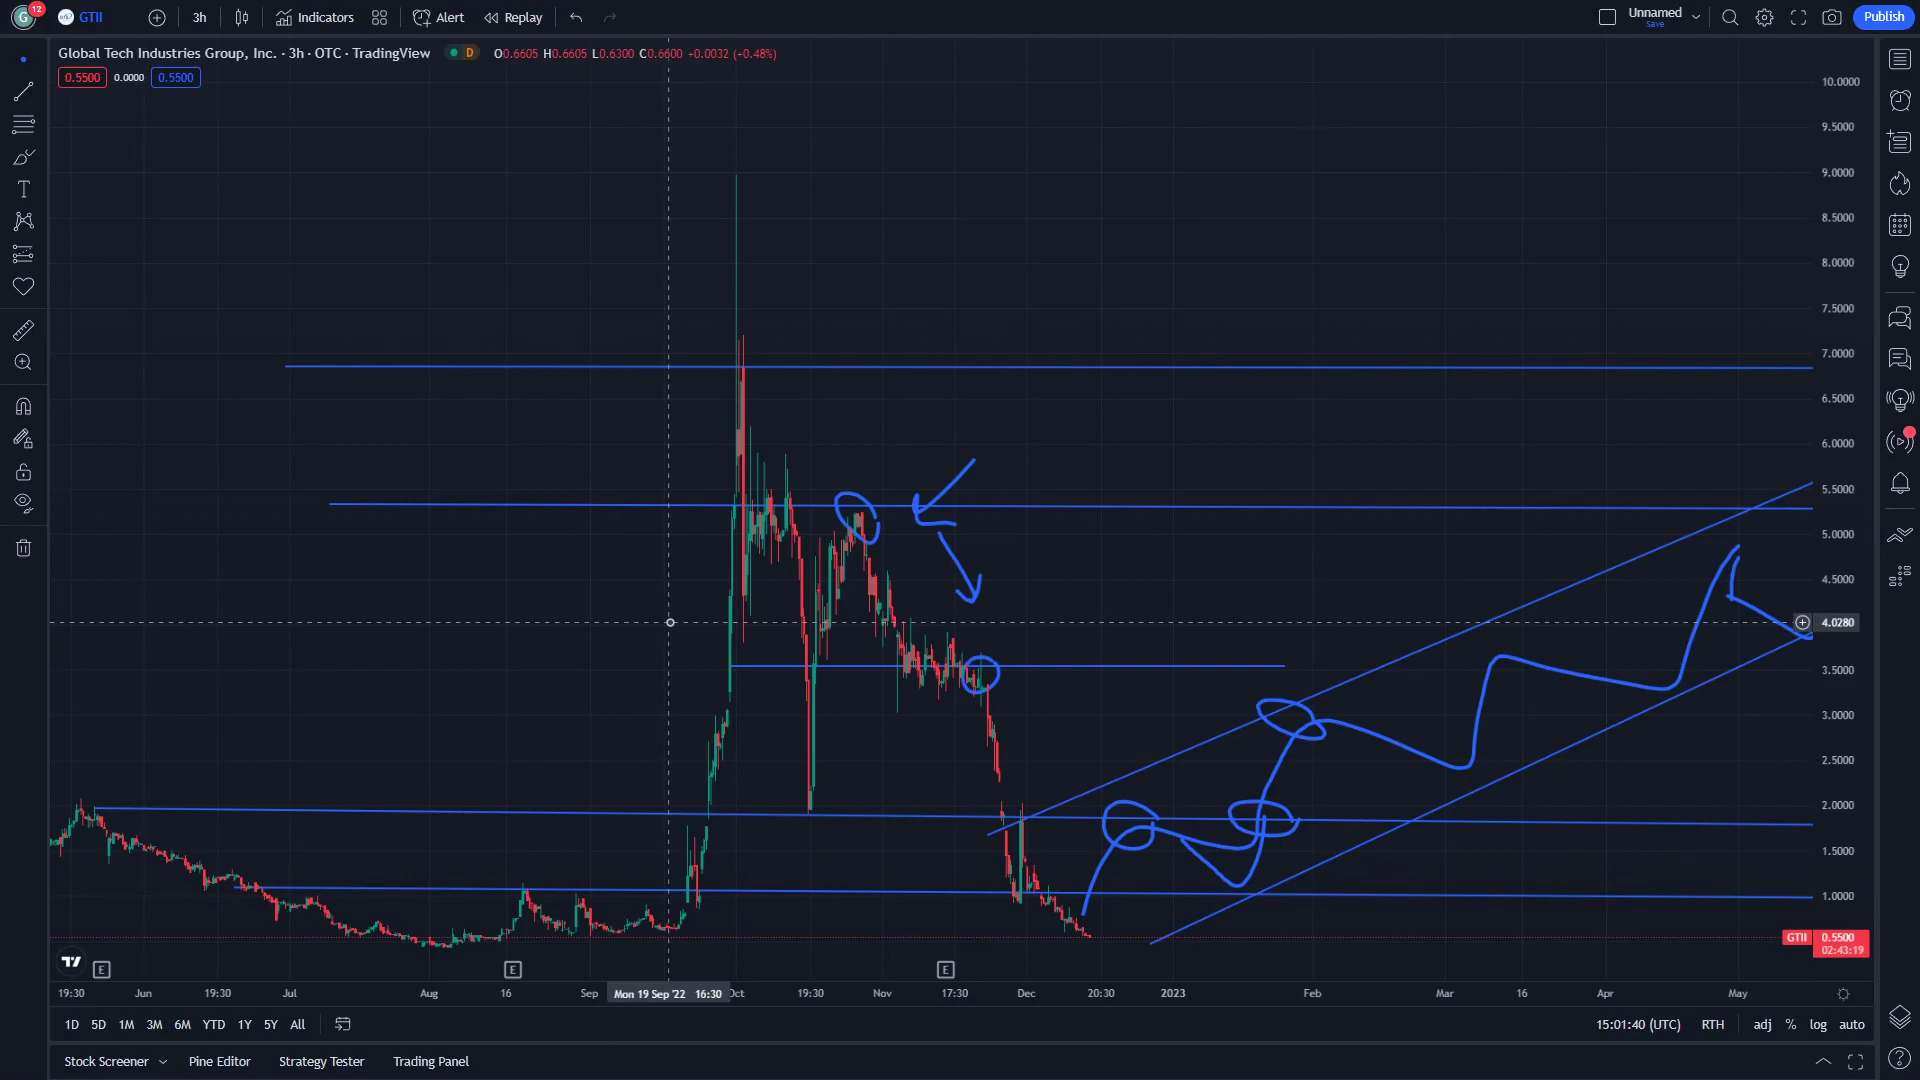 G 12 GTII 3h Indicators Alert Replay Unnamed Save Publish
Global Tech Industries Group, Inc. · 3h · OTC · TradingView D O0.6605 H0.6605 L0.6300 C0.6600 +0.0032 (+0.48%)
0.5500 0.0000 0.5500
10.0000
9.5000
9.0000
8.5000
8.0000
7.5000
7.0000
6.5000
6.0000
5.5000
5.0000
4.5000
4.0280
3.5000
3.0000
2.5000
2.0000
1.5000
1.0000
GTII 0.5500
02:43:19
E E E
19:30 Jun 19:30 Jul Aug 16 Sep Mon 19 Sep '22 16:30 Oct 19:30 Nov 17:30 Dec 20:30 2023 Feb Mar 16 Apr May
1D 5D 1M 3M 6M YTD 1Y 5Y All 15:01:40 (UTC) RTH adj % log auto
Stock Screener Pine Editor Strategy Tester Trading Panel